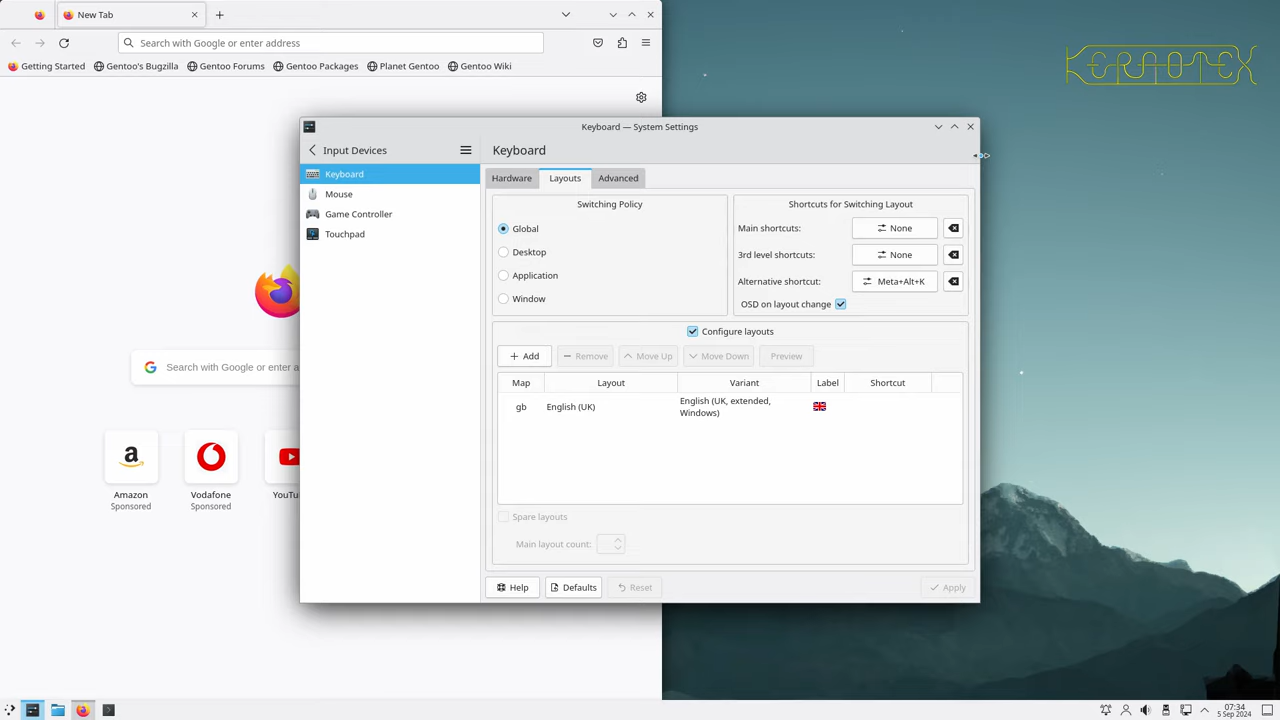 New Tab
Search with Google or enter address
Getting Started Gentoo's Bugzilla Gentoo Forums Gentoo Packages Planet Gentoo Gentoo Wiki
KERAOTEX
Keyboard — System Settings
Input Devices
Keyboard
Keyboard
Mouse
Game Controller
Touchpad
Hardware Layouts Advanced
Switching Policy
Global
Desktop
Application
Window
Shortcuts for Switching Layout
Main shortcuts: None
3rd level shortcuts: None
Alternative shortcut: Meta+Alt+K
OSD on layout change
Configure layouts
Add Remove Move Up Move Down Preview
Map Layout Variant Label Shortcut
gb English (UK) English (UK, extended,
Windows)
Spare layouts
Main layout count:
Help Defaults Reset Apply
G Search with Google or enter a
a
Amazon
Sponsored
Vodafone
Sponsored
YouTu
07:34
5 Sep 2024